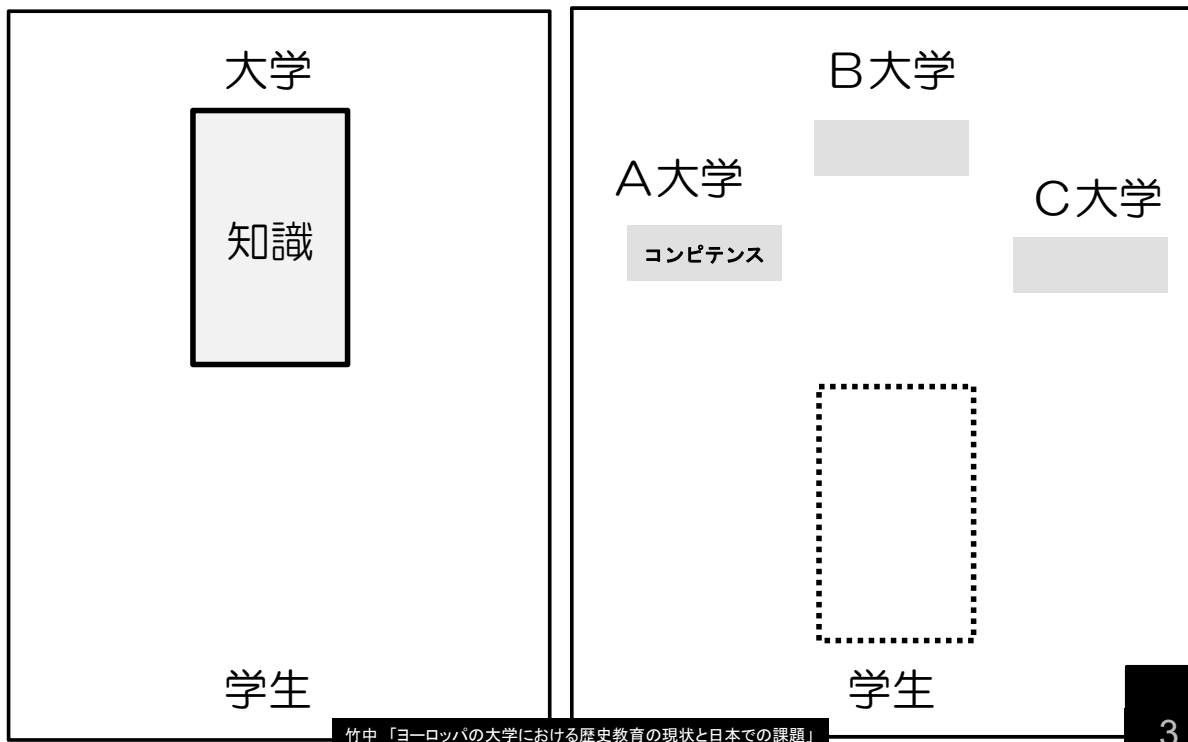 大学
知識
学生
B大学
A大学
C大学
コンピテンス
学生
竹中 「ヨーロッパの大学における歴史教育の現状と日本での課題」
3